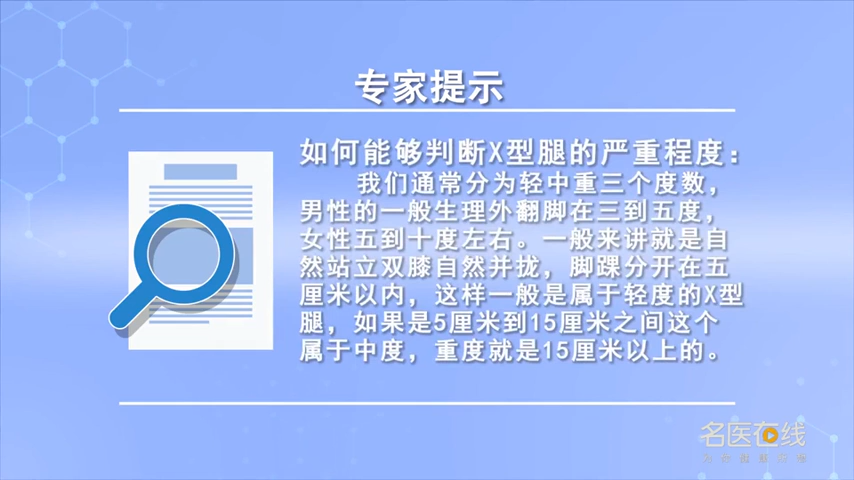 专家提示
如何能够判断X型腿的严重程度：
我们通常分为轻中重三个度数，
男性的一般生理外翻脚在三到五度，
女性五到十度左右。一般来讲就是自
然站立双膝自然并拢，脚踝分开在五
厘米以内，这样一般是属于轻度的X型
腿，如果是5厘米到15厘米之间这个
属于中度，重度就是15厘米以上的。
名医在线